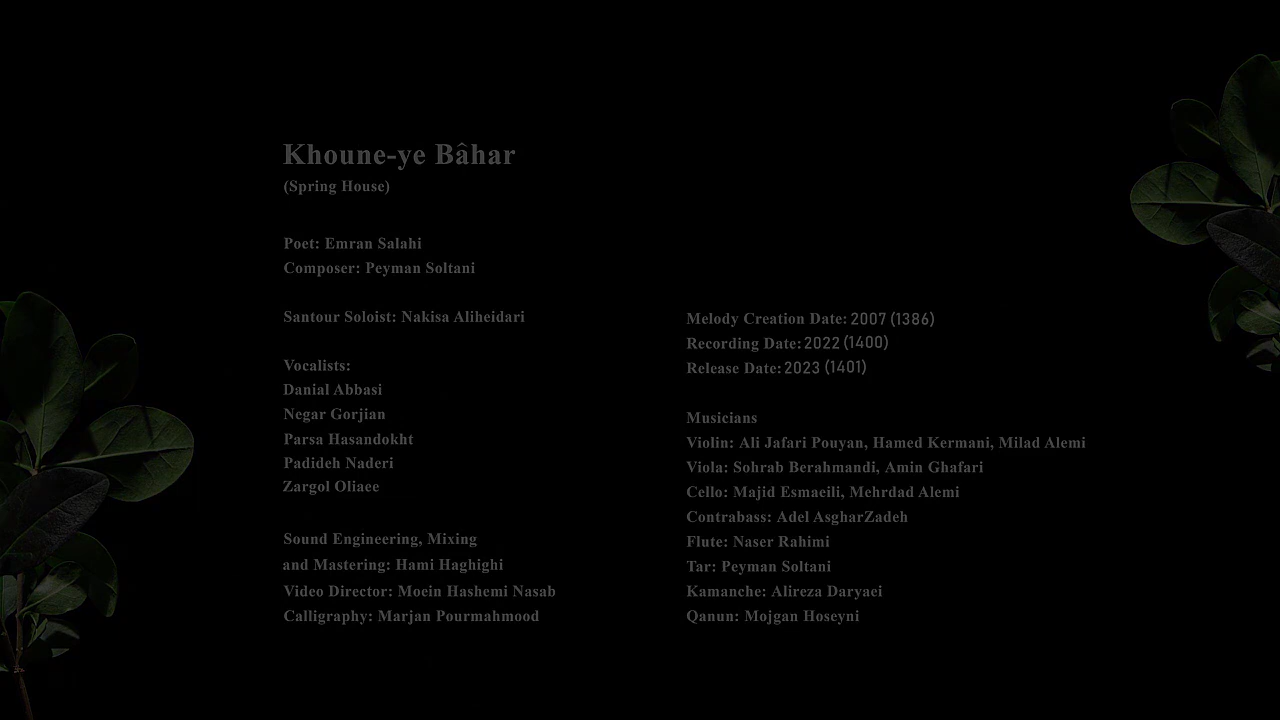 Khoune-ye Bâhar
(Spring House)
Poet: Emran Salahi
Composer: Peyman Soltani
Santour Soloist: Nakisa Aliheidari
Vocalists:
Danial Abbasi
Negar Gorjian
Parsa Hasandokht
Padideh Naderi
Zargol Oliaee
Sound Engineering, Mixing
and Mastering: Hami Haghighi
Video Director: Moein Hashemi Nasab
Calligraphy: Marjan Pourmahmood
Melody Creation Date: 2007 (1386)
Recording Date: 2022 (1400)
Release Date: 2023 (1401)
Musicians
Violin: Ali Jafari Pouyan, Hamed Kermani, Milad Alemi
Viola: Sohrab Berahmandi, Amin Ghafari
Cello: Majid Esmaeili, Mehrdad Alemi
Contrabass: Adel AsgharZadeh
Flute: Naser Rahimi
Tar: Peyman Soltani
Kamanche: Alireza Daryaei
Qanun: Mojgan Hoseyni